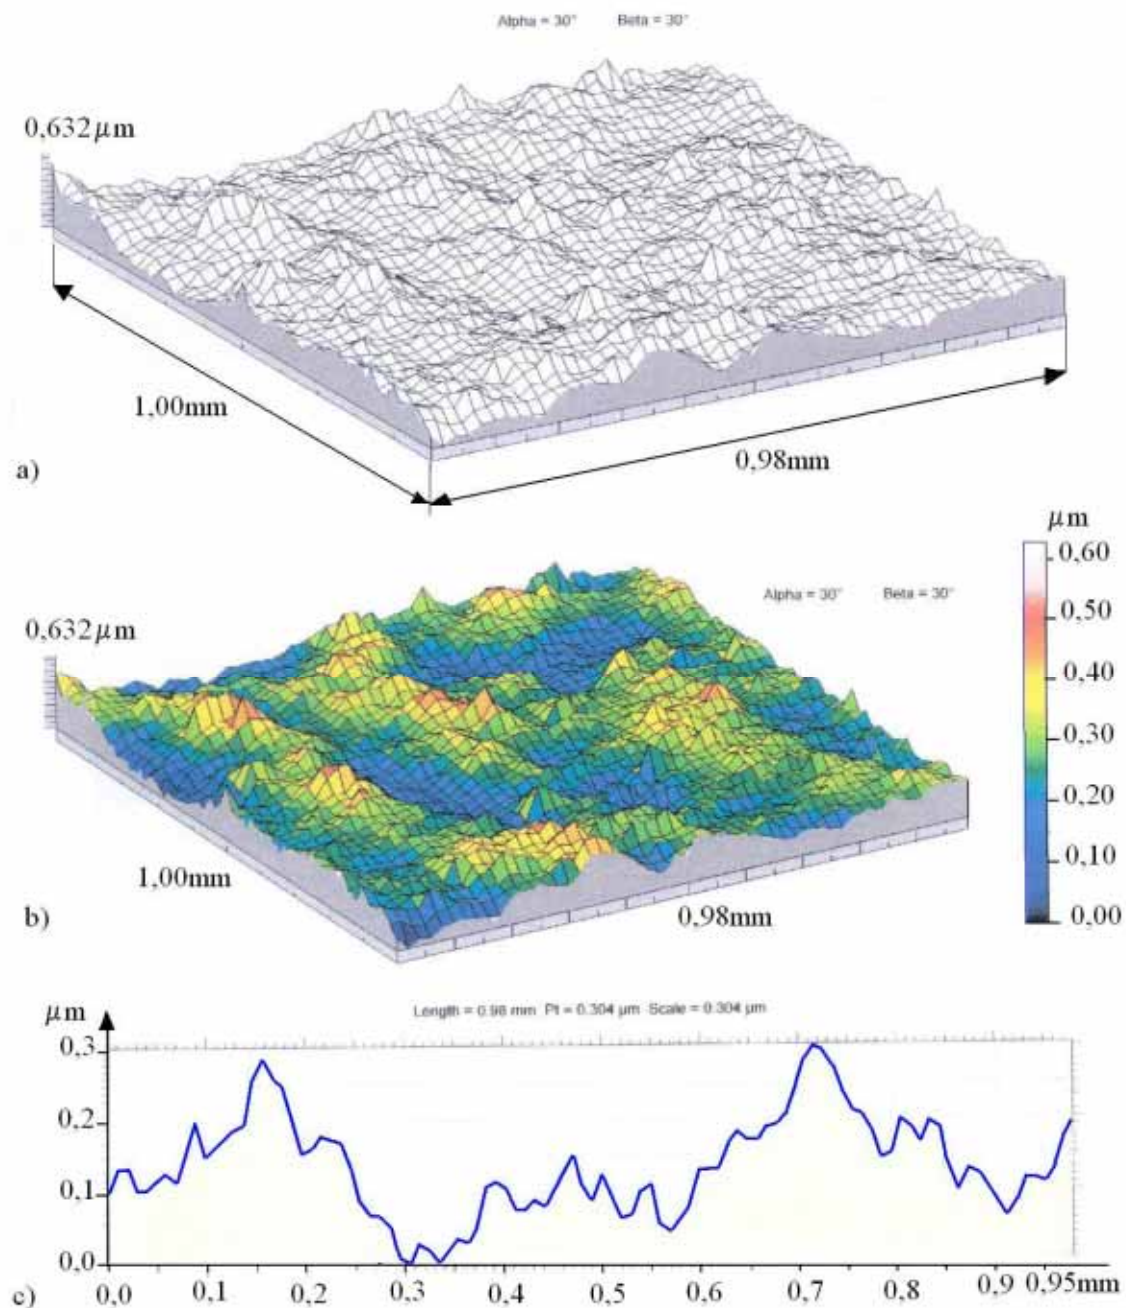 Alpha = 30° Beta = 30°
0,632 µm
1,00mm
0,98mm
a)
µm
0,60
Alpha = 30° Beta = 30°
0,50
0,632 µm
0,40
0,30
0,20
0,10
1,00mm
0,98mm
0,00
b)
µm
Length = 0.98 mm Pt = 0.304 µm Scale = 0.304 µm
0,3
0,2
0,1
0,0
c) 0,0 0,1 0,2 0,3 0,4 0,5 0,6 0,7 0,8 0,9 0,95mm